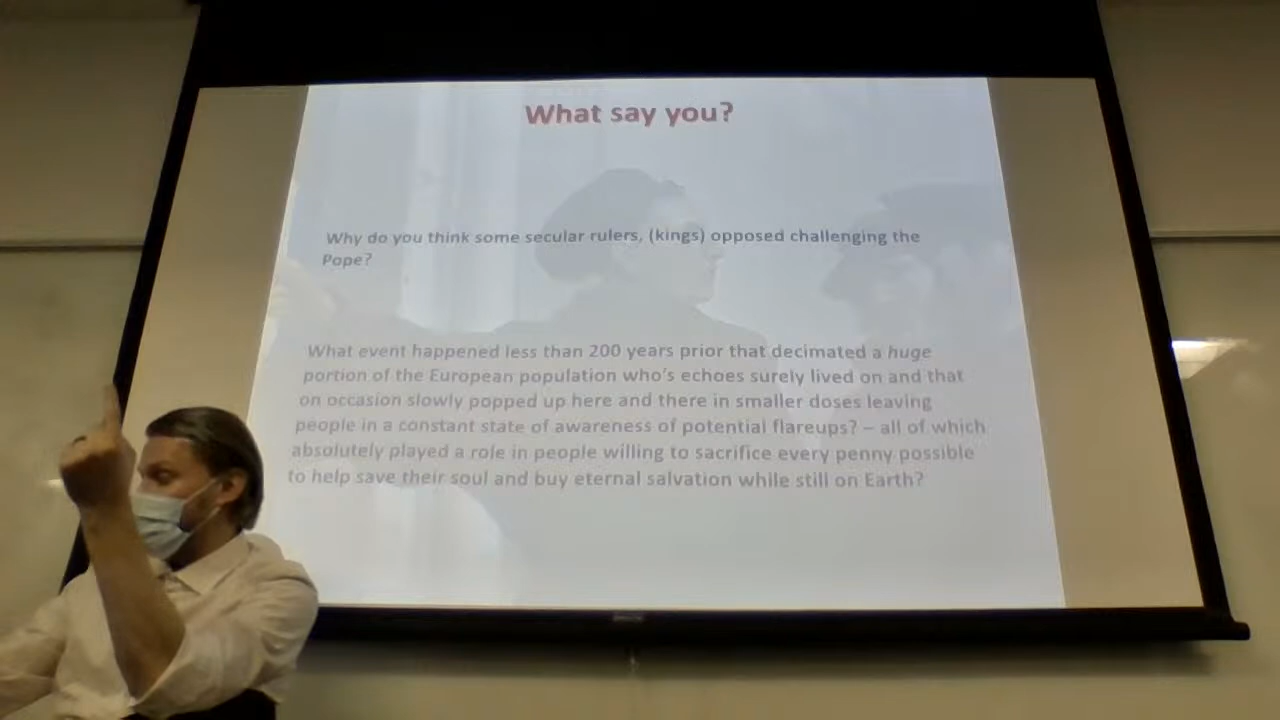 What say you?
Why do you think some secular rulers, (kings) opposed challenging the
Pope?
What event happened less than 200 years prior that decimated a huge
portion of the European population who's echoes surely lived on and that
on occasion slowly popped up here and there in smaller doses leaving
people in a constant state of awareness of potential flareups? – all of which
absolutely played a role in people willing to sacrifice every penny possible
to help save their soul and buy eternal salvation while still on Earth?